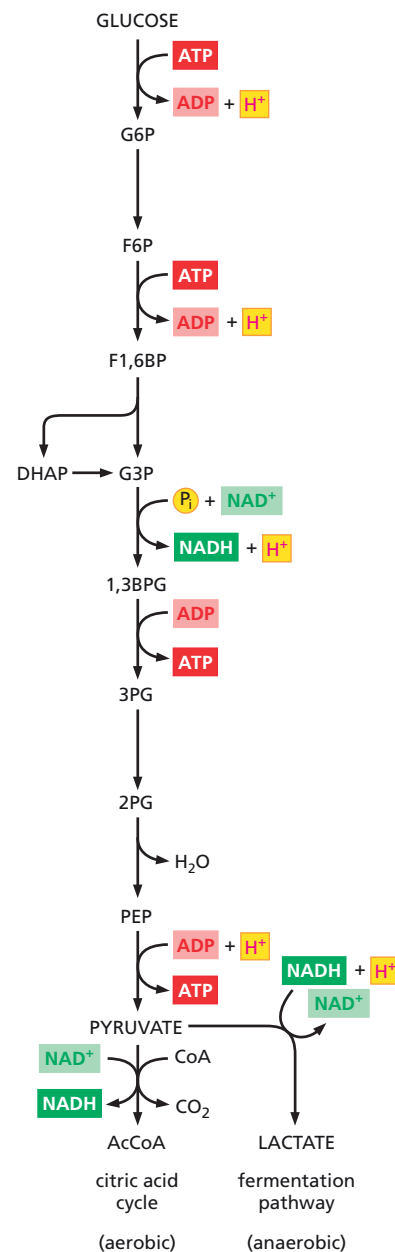 GLUCOSE
ATP
ADP + H⁺
G6P
F6P
ATP
ADP + H⁺
F1,6BP
DHAP G3P
Pᵢ + NAD⁺
NADH + H⁺
1,3BPG
ADP
ATP
3PG
2PG
H₂O
PEP
ADP + H⁺
ATP
NADH + H⁺
NAD⁺
PYRUVATE
NAD⁺ CoA
NADH CO₂
AcCoA LACTATE
citric acid fermentation
cycle pathway
(aerobic) (anaerobic)